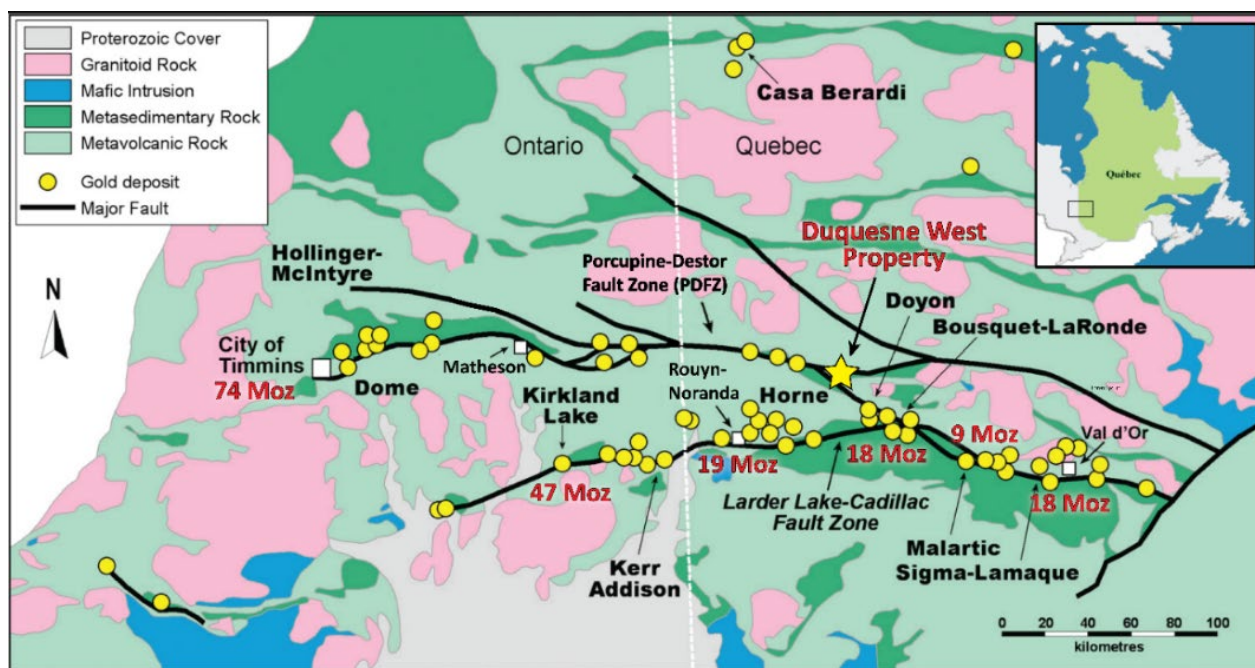 Proterozoic Cover
Granitoid Rock
Mafic Intrusion
Metasedimentary Rock
Metavolcanic Rock
Gold deposit
Major Fault
Québec
Casa Berardi
Ontario
Quebec
Duquesne West
Property
Hollinger-
McIntyre
Porcupine-Destor
Fault Zone (PDFZ)
Doyon
Bousquet-LaRonde
N
City of
Timmins
74 Moz
Dome
Matheson
Kirkland
Lake
Rouyn-
Noranda
Horne
9 Moz
Val d'Or
47 Moz
19 Moz
18 Moz
18 Moz
Larder Lake-Cadillac
Fault Zone
Kerr
Addison
Malartic
Sigma-Lamaque
0 20 40 60 80 100
kilometres